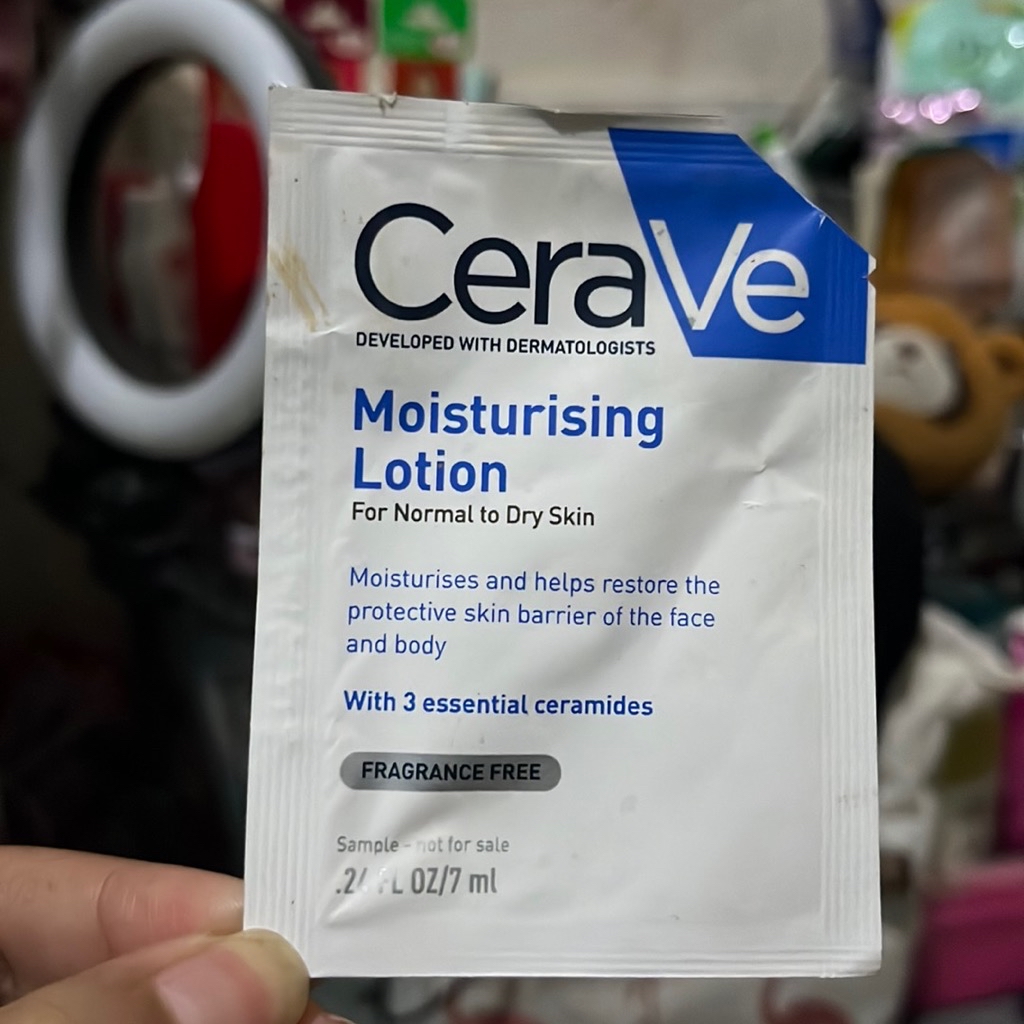 CeraVe
DEVELOPED WITH DERMATOLOGISTS
Moisturising
Lotion
For Normal to Dry Skin
Moisturises and helps restore the
protective skin barrier of the face
and body
With 3 essential ceramides
FRAGRANCE FREE
Sample - not for sale
.24 FL OZ/7 ml